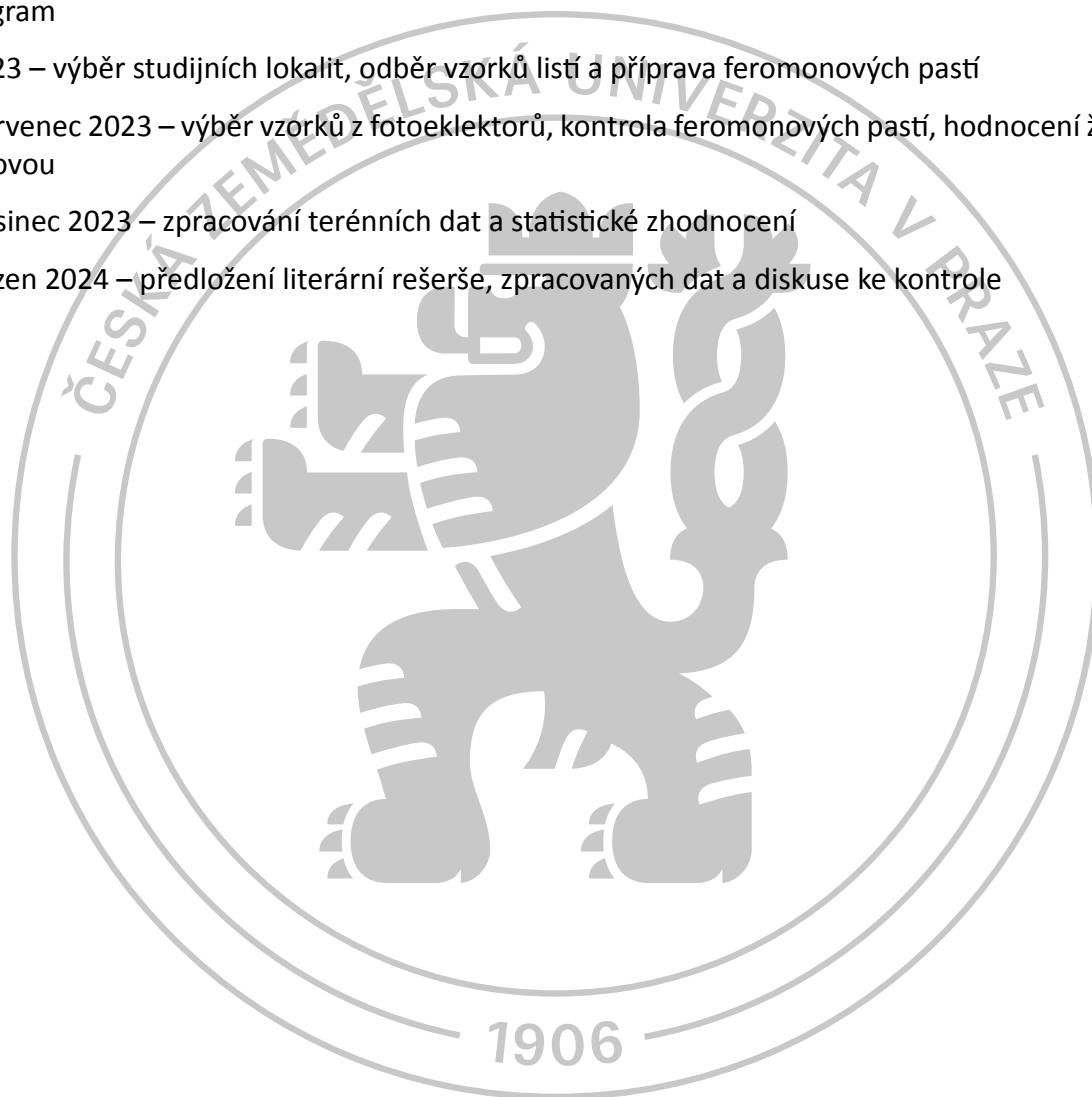 gram
23 – výběr studijních lokalit, odběr vzorků listí a příprava feromonových pastí
rvenec 2023 – výběr vzorků z fotoeklektorů, kontrola feromonových pastí, hodnocení ž
ovou
sinec 2023 – zpracování terénních dat a statistické zhodnocení
zen 2024 – předložení literární rešerše, zpracovaných dat a diskuse ke kontrole
ČESKÁ ZEMĚDĚLSKÁ UNIVERZITA V PRAZE
1906